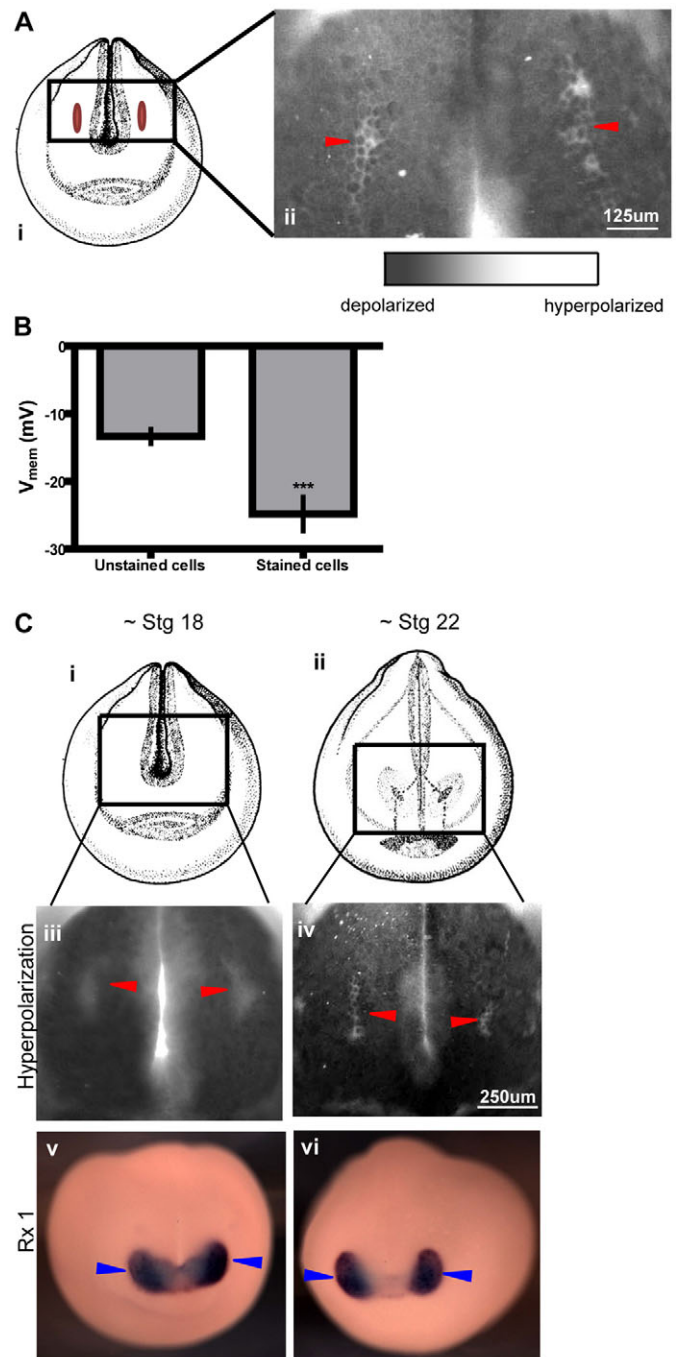 A
i
ii
125um
depolarized
hyperpolarized
B
0
-10
-20
-30
Vmem (mV)
***
Unstained cells
Stained cells
C
~ Stg 18
~ Stg 22
i
ii
Hyperpolarization
iii
iv
250um
Rx 1
v
vi